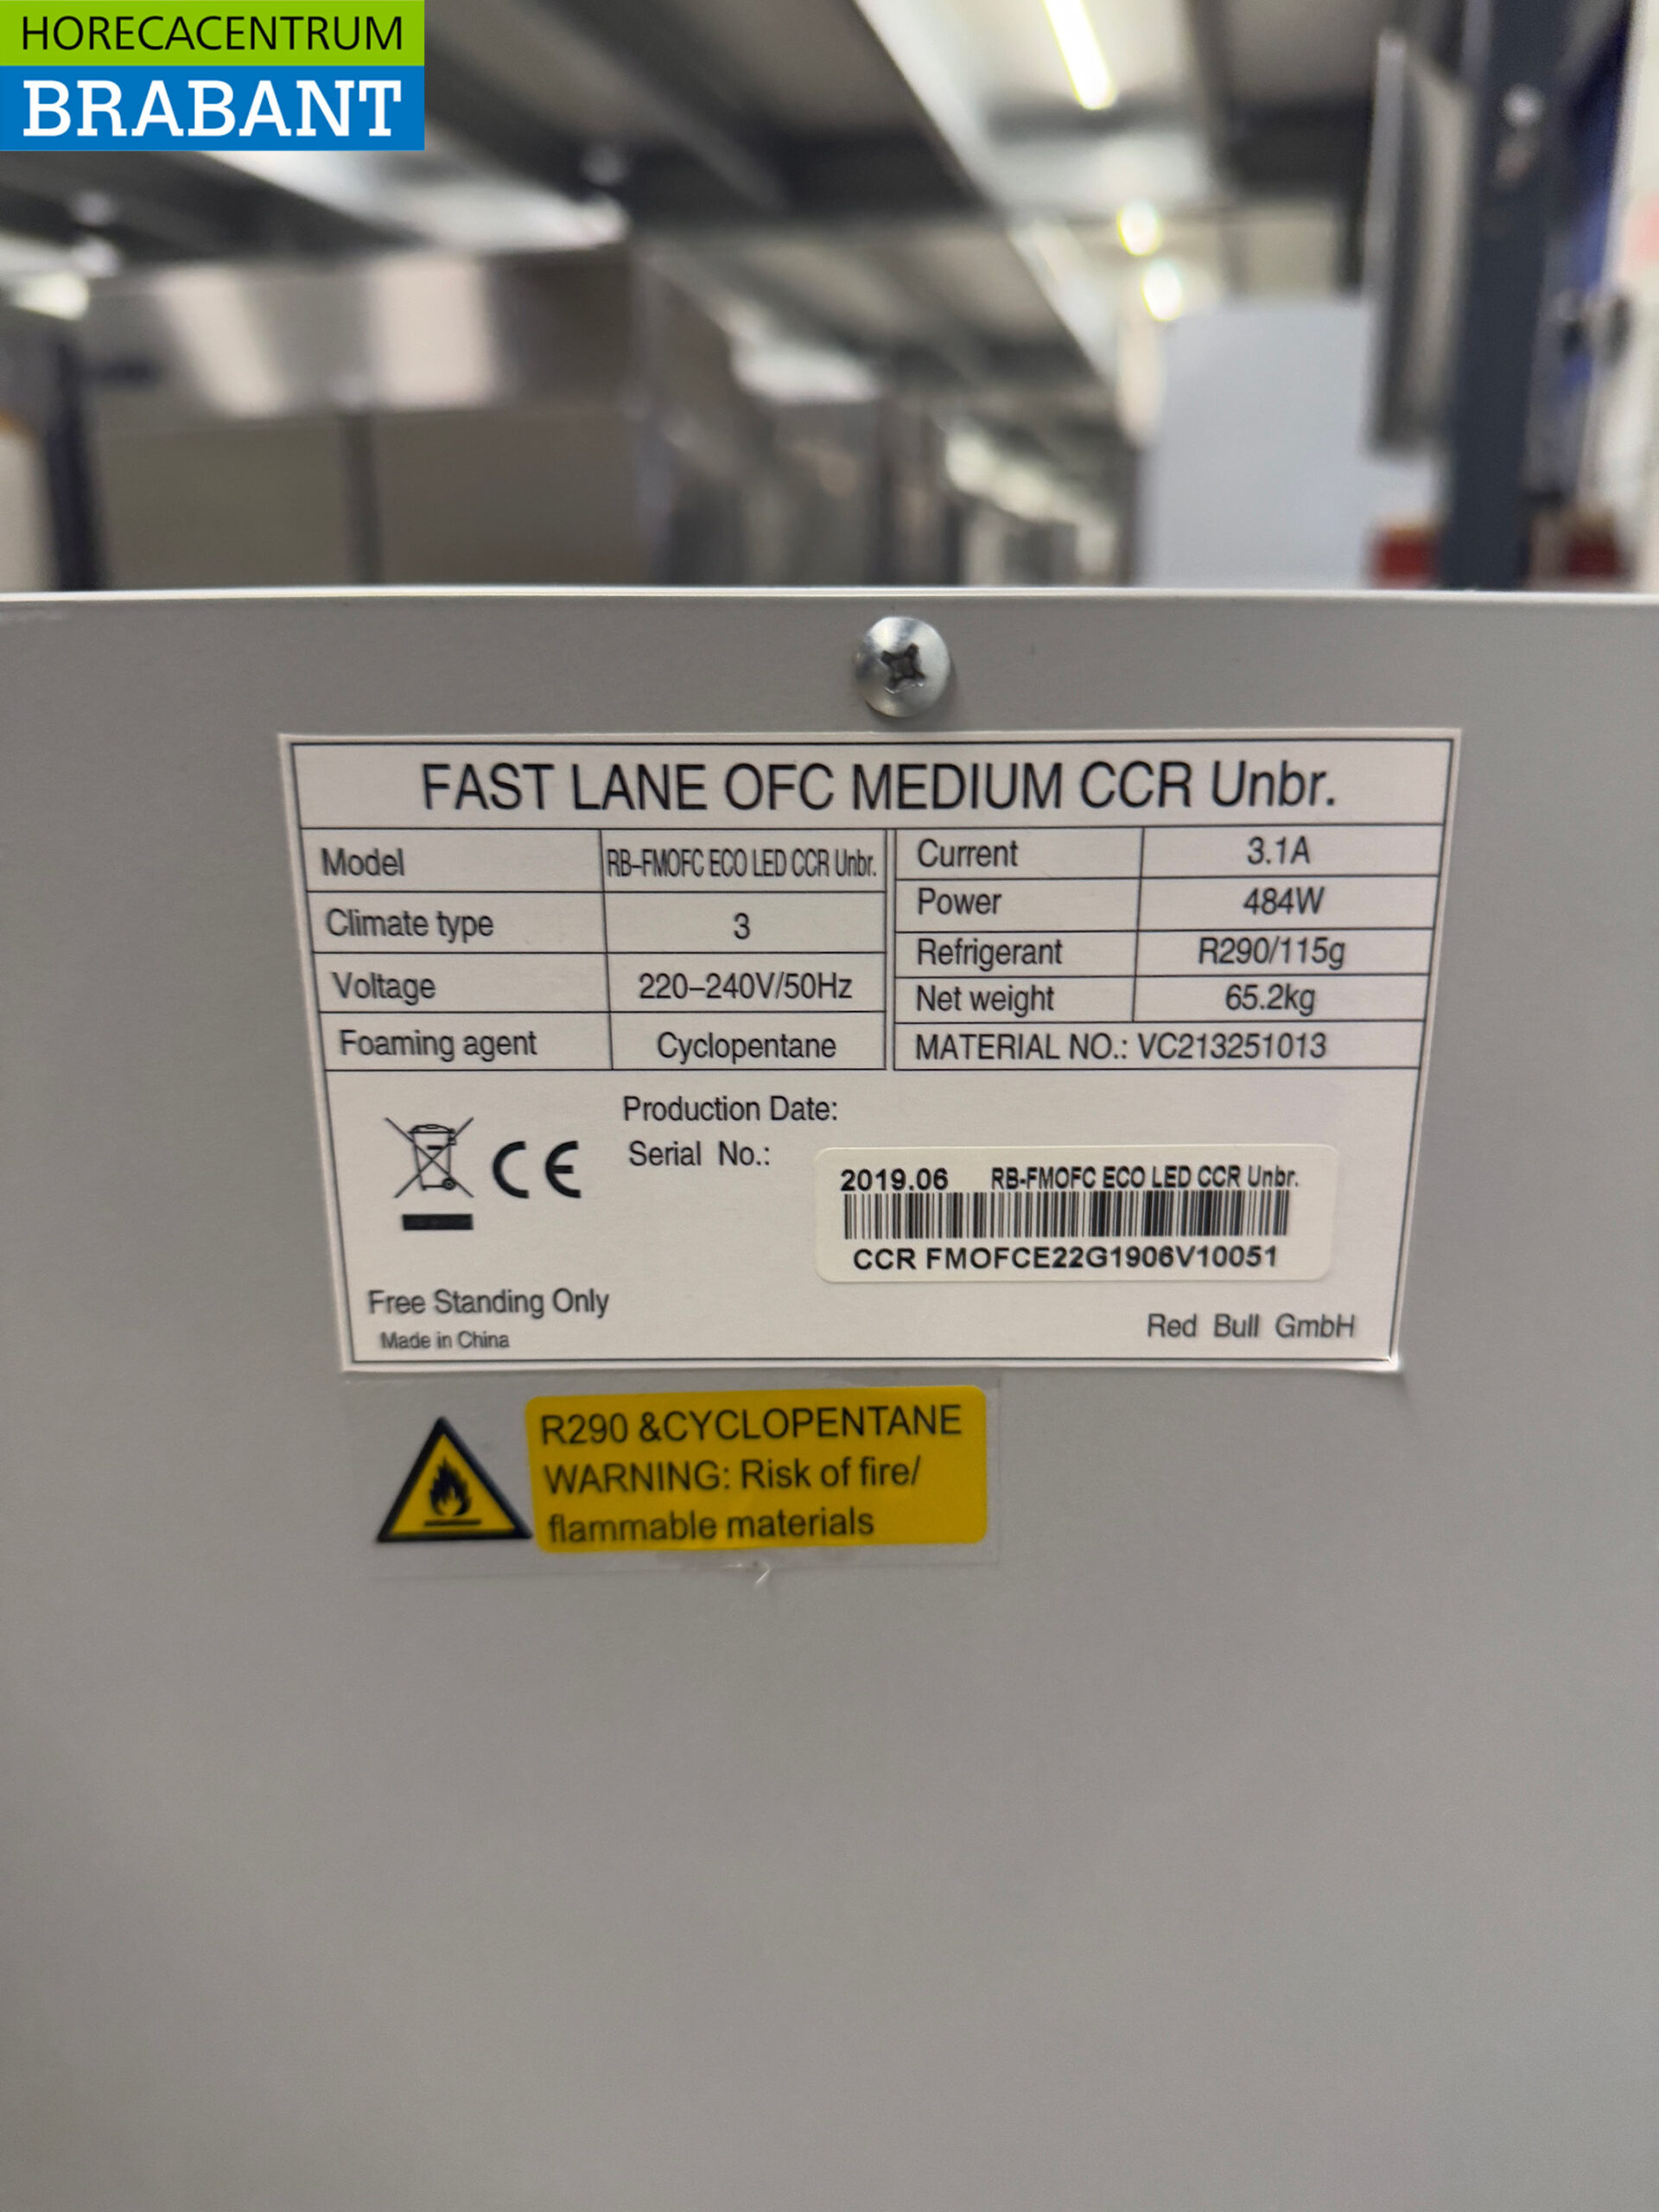 HORECACENTRUM
BRABANT
FAST LANE OFC MEDIUM CCR Unbr.
Model RB-FMOFC ECO LED CCR Unbr.
Climate type 3
Voltage 220–240V/50Hz
Foaming agent Cyclopentane
Current 3.1A
Power 484W
Refrigerant R290/115g
Net weight 65.2kg
MATERIAL NO.: VC213251013
Production Date:
Serial No.:
CE
2019.06 RB-FMOFC ECO LED CCR Unbr.
CCR FMOFCE22G1906V10051
Free Standing Only
Made in China
Red Bull GmbH
R290 &CYCLOPENTANE
WARNING: Risk of fire/
flammable materials